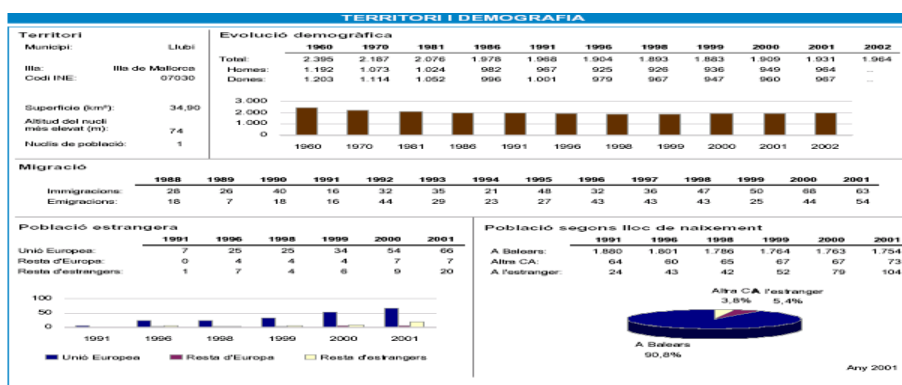 TERRITORI I DEMOGRAFIA
Territori
Municipi: Llubí
Illa: Illa de Mallorca
Codi INE: 07030
Superfície (km²): 34,90
Altitud del nucli
més elevat (m): 74
Nuclis de població: 1
Evolució demogràfica
1960 1970 1981 1986 1991 1996 1998 1999 2000 2001 2002
Total: 2.395 2.187 2.076 1.978 1.968 1.904 1.893 1.883 1.909 1.931 1.964
Homes: 1.192 1.073 1.024 982 967 925 926 936 949 964 ..
Dones: 1.203 1.114 1.052 996 1.001 979 967 947 960 967 ..
3.000
2.000
1.000
0
1960 1970 1981 1986 1991 1996 1998 1999 2000 2001 2002
Migració
1988 1989 1990 1991 1992 1993 1994 1995 1996 1997 1998 1999 2000 2001
Immigracions: 28 26 40 16 32 35 21 48 32 36 47 50 68 63
Emigracions: 18 7 18 16 44 29 23 27 43 43 43 25 44 54
Població estrangera
1991 1996 1998 1999 2000 2001
Unió Europea: 7 25 25 34 54 66
Resta d'Europa: 0 4 4 4 7 7
Resta d'estrangers: 1 7 4 6 9 20
100
50
0
1991 1996 1998 1999 2000 2001
Unió Europea Resta d'Europa Resta d'estrangers
Població segons lloc de naixement
1991 1996 1998 1999 2000 2001
A Balears: 1.880 1.801 1.786 1.764 1.763 1.754
Altra CA: 64 60 65 67 67 73
A l'estranger: 24 43 42 52 79 104
Altra CA A l'estranger
3,8% 5,4%
A Balears
90,8%
Any 2001